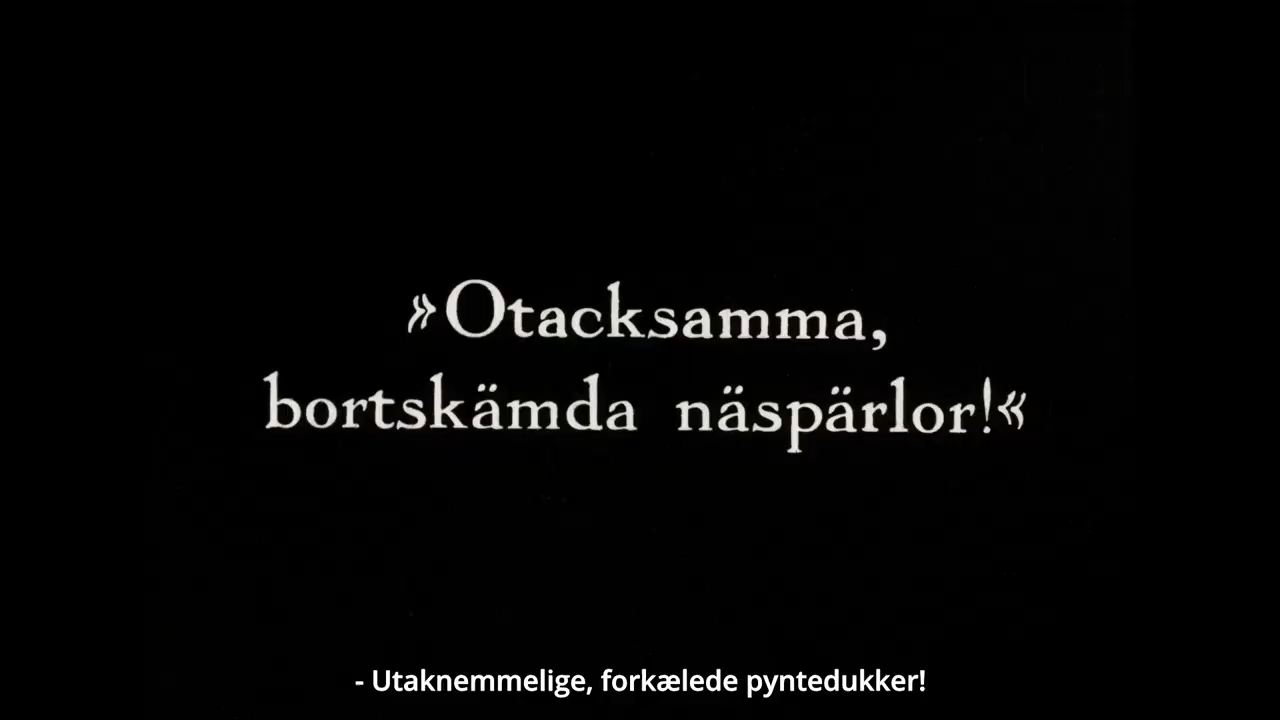 »Otacksamma,
bortskämda näspärlor!«
- Utaknemmelige, forkælede pyntedukker!